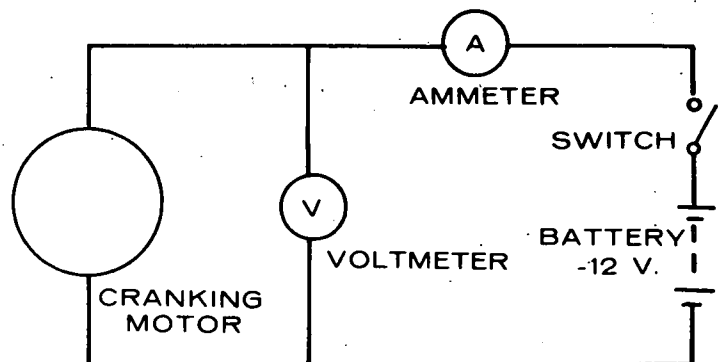 A
AMMETER
SWITCH
V
VOLTMETER
BATTERY
-12 V.
CRANKING
MOTOR